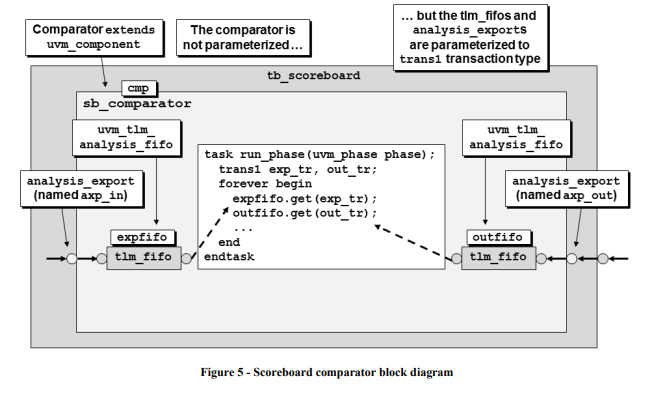 Comparator extends
uvm_component
The comparator is
not parameterized ...
... but the tlm_fifos and
analysis_exports
are parameterized to
trans1 transaction type
tb_scoreboard
cmp
sb_comparator
uvm_tlm_
analysis_fifo
uvm_tlm_
analysis_fifo
task run_phase(uvm_phase phase);
trans1 exp_tr, out_tr;
forever begin
expfifo.get(exp_tr);
outfifo.get(out_tr);
...
end
endtask
analysis_export
(named axp_in)
analysis_export
(named axp_out)
expfifo
tlm_fifo
outfifo
tlm_fifo
Figure 5 - Scoreboard comparator block diagram